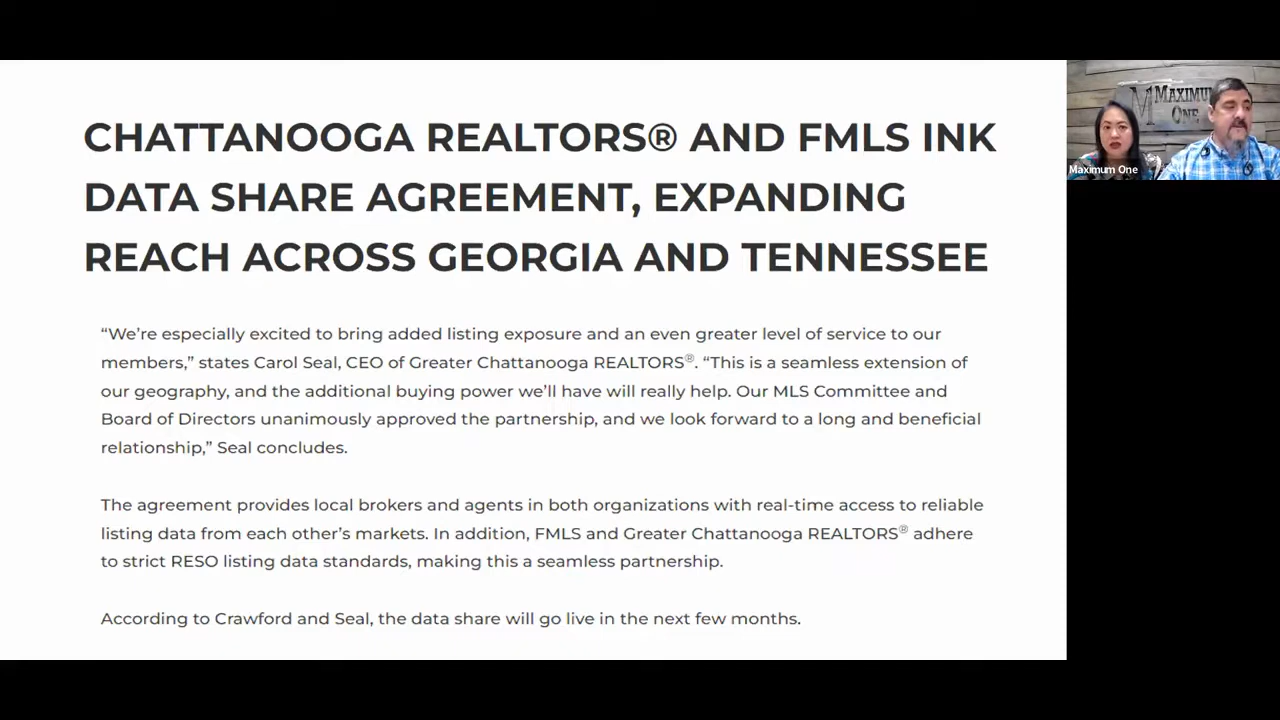 CHATTANOOGA REALTORS® AND FMLS INK
DATA SHARE AGREEMENT, EXPANDING
REACH ACROSS GEORGIA AND TENNESSEE
“We’re especially excited to bring added listing exposure and an even greater level of service to our
members,” states Carol Seal, CEO of Greater Chattanooga REALTORS®. “This is a seamless extension of
our geography, and the additional buying power we’ll have will really help. Our MLS Committee and
Board of Directors unanimously approved the partnership, and we look forward to a long and beneficial
relationship,” Seal concludes.
The agreement provides local brokers and agents in both organizations with real-time access to reliable
listing data from each other’s markets. In addition, FMLS and Greater Chattanooga REALTORS® adhere
to strict RESO listing data standards, making this a seamless partnership.
According to Crawford and Seal, the data share will go live in the next few months.
M MAXIMUM
ONE
Maximum One